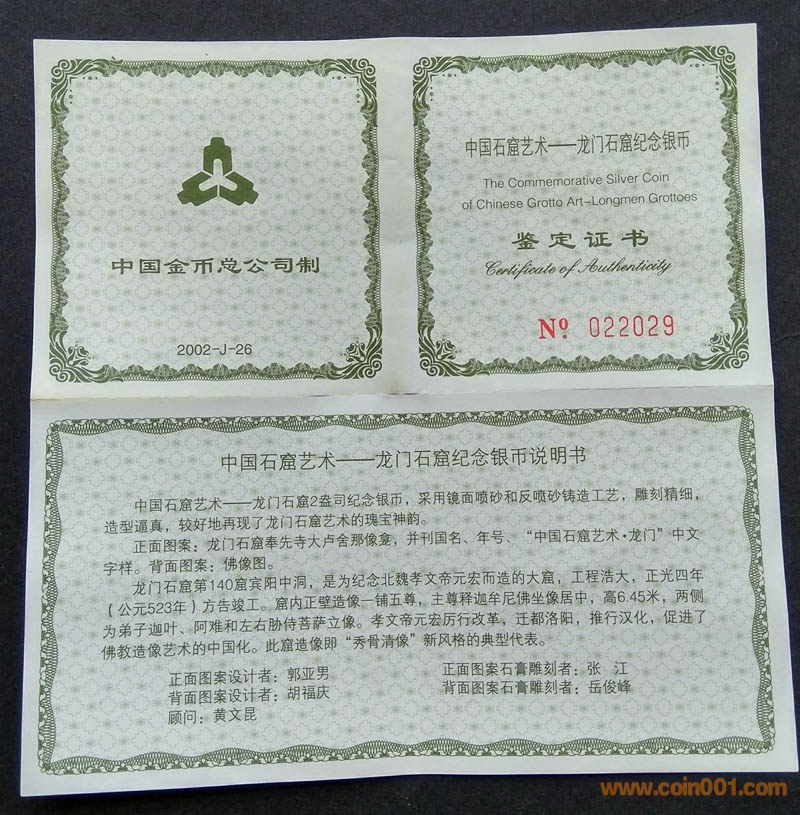 中国金币总公司制
2002-J-26
中国石窟艺术——龙门石窟纪念银币
The Commemorative Silver Coin
of Chinese Grotto Art-Longmen Grottoes
鉴定证书
Certificate of Authenticity
Nº 022029
中国石窟艺术——龙门石窟纪念银币说明书
中国石窟艺术——龙门石窟2盎司纪念银币，采用镜面喷砂和反喷砂铸造工艺，雕刻精细，
造型逼真，较好地再现了龙门石窟艺术的瑰宝神韵。
正面图案：龙门石窟奉先寺大卢舍那像龛，并刊国名、年号、“中国石窟艺术·龙门”中文
字样。背面图案：佛像图。
龙门石窟第140窟宾阳中洞，是为纪念北魏孝文帝元宏而造的大窟，工程浩大，正光四年
（公元523年）方告竣工。窟内正壁造像一铺五尊，主尊释迦牟尼佛坐像居中，高6.45米，两侧
为弟子迦叶、阿难和左右胁侍菩萨立像。孝文帝元宏厉行改革，迁都洛阳，推行汉化，促进了
佛教造像艺术的中国化。此窟造像即“秀骨清像”新风格的典型代表。
正面图案设计者：郭亚男
背面图案设计者：胡福庆
顾问：黄文昆
正面图案石膏雕刻者：张　江
背面图案石膏雕刻者：岳俊峰
www.coin001.com